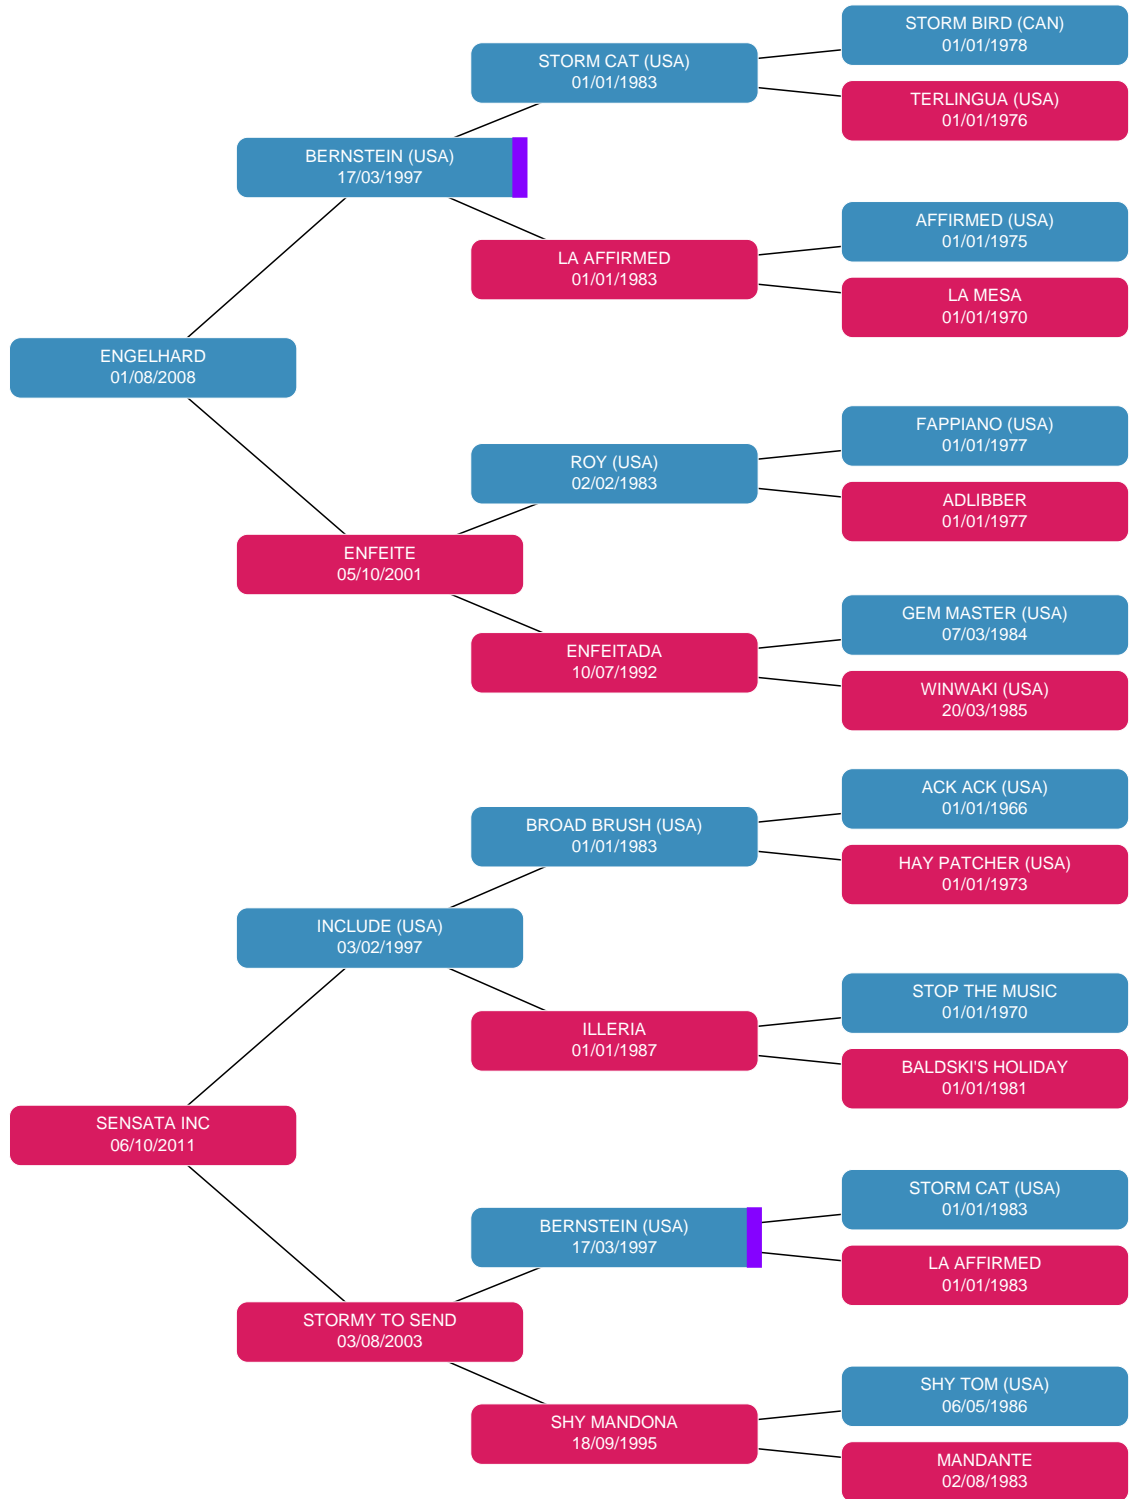 STORM BIRD (CAN)
01/01/1978
STORM CAT (USA)
01/01/1983
TERLINGUA (USA)
01/01/1976
BERNSTEIN (USA)
17/03/1997
AFFIRMED (USA)
01/01/1975
LA AFFIRMED
01/01/1983
LA MESA
01/01/1970
ENGELHARD
01/08/2008
FAPPIANO (USA)
01/01/1977
ROY (USA)
02/02/1983
ADLIBBER
01/01/1977
ENFEITE
05/10/2001
GEM MASTER (USA)
07/03/1984
ENFEITADA
10/07/1992
WINWAKI (USA)
20/03/1985
ACK ACK (USA)
01/01/1966
BROAD BRUSH (USA)
01/01/1983
HAY PATCHER (USA)
01/01/1973
INCLUDE (USA)
03/02/1997
STOP THE MUSIC
01/01/1970
ILLERIA
01/01/1987
BALDSKI'S HOLIDAY
01/01/1981
SENSATA INC
06/10/2011
STORM CAT (USA)
01/01/1983
BERNSTEIN (USA)
17/03/1997
LA AFFIRMED
01/01/1983
STORMY TO SEND
03/08/2003
SHY TOM (USA)
06/05/1986
SHY MANDONA
18/09/1995
MANDANTE
02/08/1983